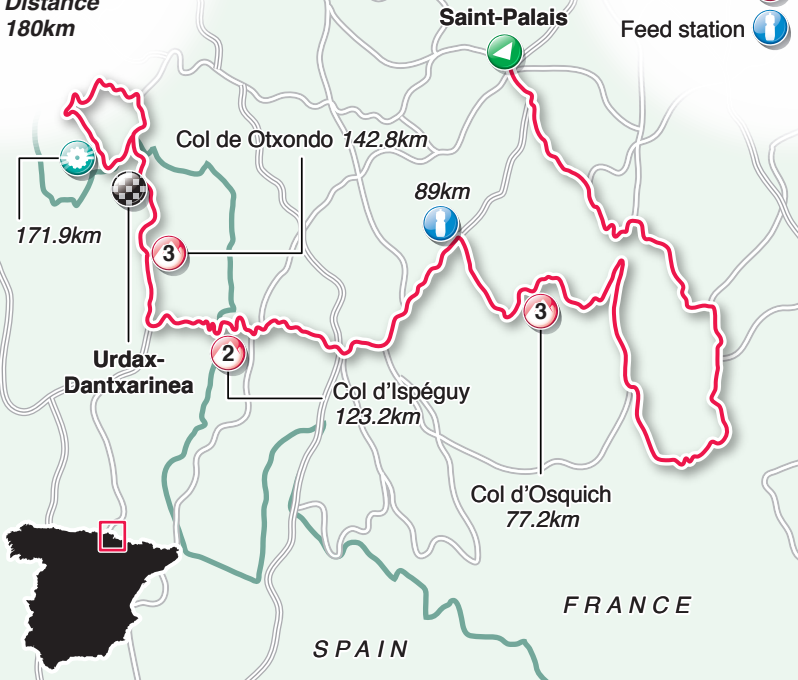 Distance
180km
Saint-Palais
Feed station
Col de Otxondo 142.8km
89km
171.9km
3
3
2
Urdax-
Dantxarinea
Col d'Ispéguy
123.2km
Col d'Osquich
77.2km
FRANCE
SPAIN